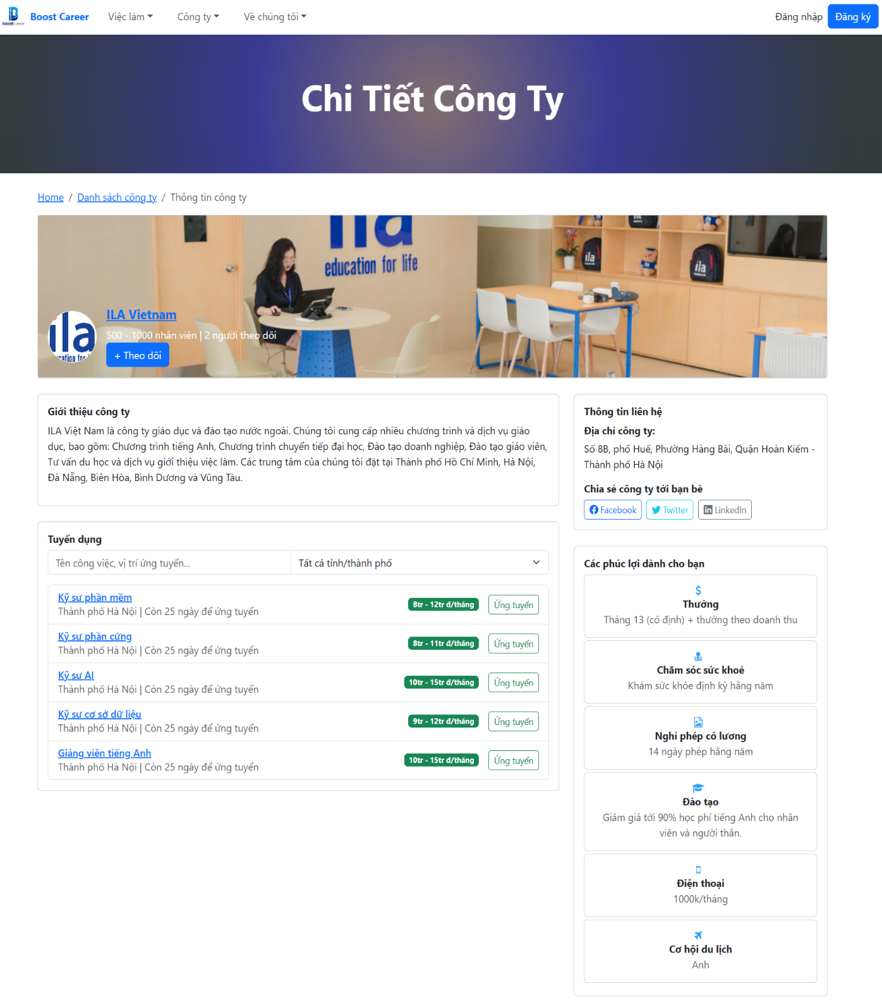 boost career
Boost Career
Việc làm
Công ty
Về chúng tôi
Đăng nhập
Đăng ký
Chi Tiết Công Ty
Home / Danh sách công ty / Thông tin công ty
ila
education for life
ila
ila
ila
ILA Vietnam
500 - 1000 nhân viên | 2 người theo dõi
+ Theo dõi
Giới thiệu công ty
ILA Việt Nam là công ty giáo dục và đào tạo nước ngoài. Chúng tôi cung cấp nhiều chương trình và dịch vụ giáo
dục, bao gồm: Chương trình tiếng Anh, Chương trình chuyển tiếp đại học, Đào tạo doanh nghiệp, Đào tạo giáo viên,
Tư vấn du học và dịch vụ giới thiệu việc làm. Các trung tâm của chúng tôi đặt tại Thành phố Hồ Chí Minh, Hà Nội,
Đà Nẵng, Biên Hòa, Bình Dương và Vũng Tàu.
Tuyển dụng
Tên công việc, vị trí ứng tuyển...
Tất cả tỉnh/thành phố
Kỹ sư phần mềm
Thành phố Hà Nội | Còn 25 ngày để ứng tuyển
8tr - 12tr đ/tháng
Ứng tuyển
Kỹ sư phần cứng
Thành phố Hà Nội | Còn 25 ngày để ứng tuyển
8tr - 11tr đ/tháng
Ứng tuyển
Kỹ sư AI
Thành phố Hà Nội | Còn 25 ngày để ứng tuyển
10tr - 15tr đ/tháng
Ứng tuyển
Kỹ sư cơ sở dữ liệu
Thành phố Hà Nội | Còn 25 ngày để ứng tuyển
9tr - 12tr đ/tháng
Ứng tuyển
Giảng viên tiếng Anh
Thành phố Hà Nội | Còn 25 ngày để ứng tuyển
10tr - 15tr đ/tháng
Ứng tuyển
Thông tin liên hệ
Địa chỉ công ty:
Số 8B, phố Huế, Phường Hàng Bài, Quận Hoàn Kiếm -
Thành phố Hà Nội
Chia sẻ công ty tới bạn bè
Facebook
Twitter
LinkedIn
Các phúc lợi dành cho bạn
Thưởng
Tháng 13 (cố định) + thưởng theo doanh thu
Chăm sóc sức khoẻ
Khám sức khỏe định kỳ hằng năm
Nghỉ phép có lương
14 ngày phép hằng năm
Đào tạo
Giảm giá tới 90% học phí tiếng Anh cho nhân
viên và người thân.
Điện thoại
1000k/tháng
Cơ hội du lịch
Anh